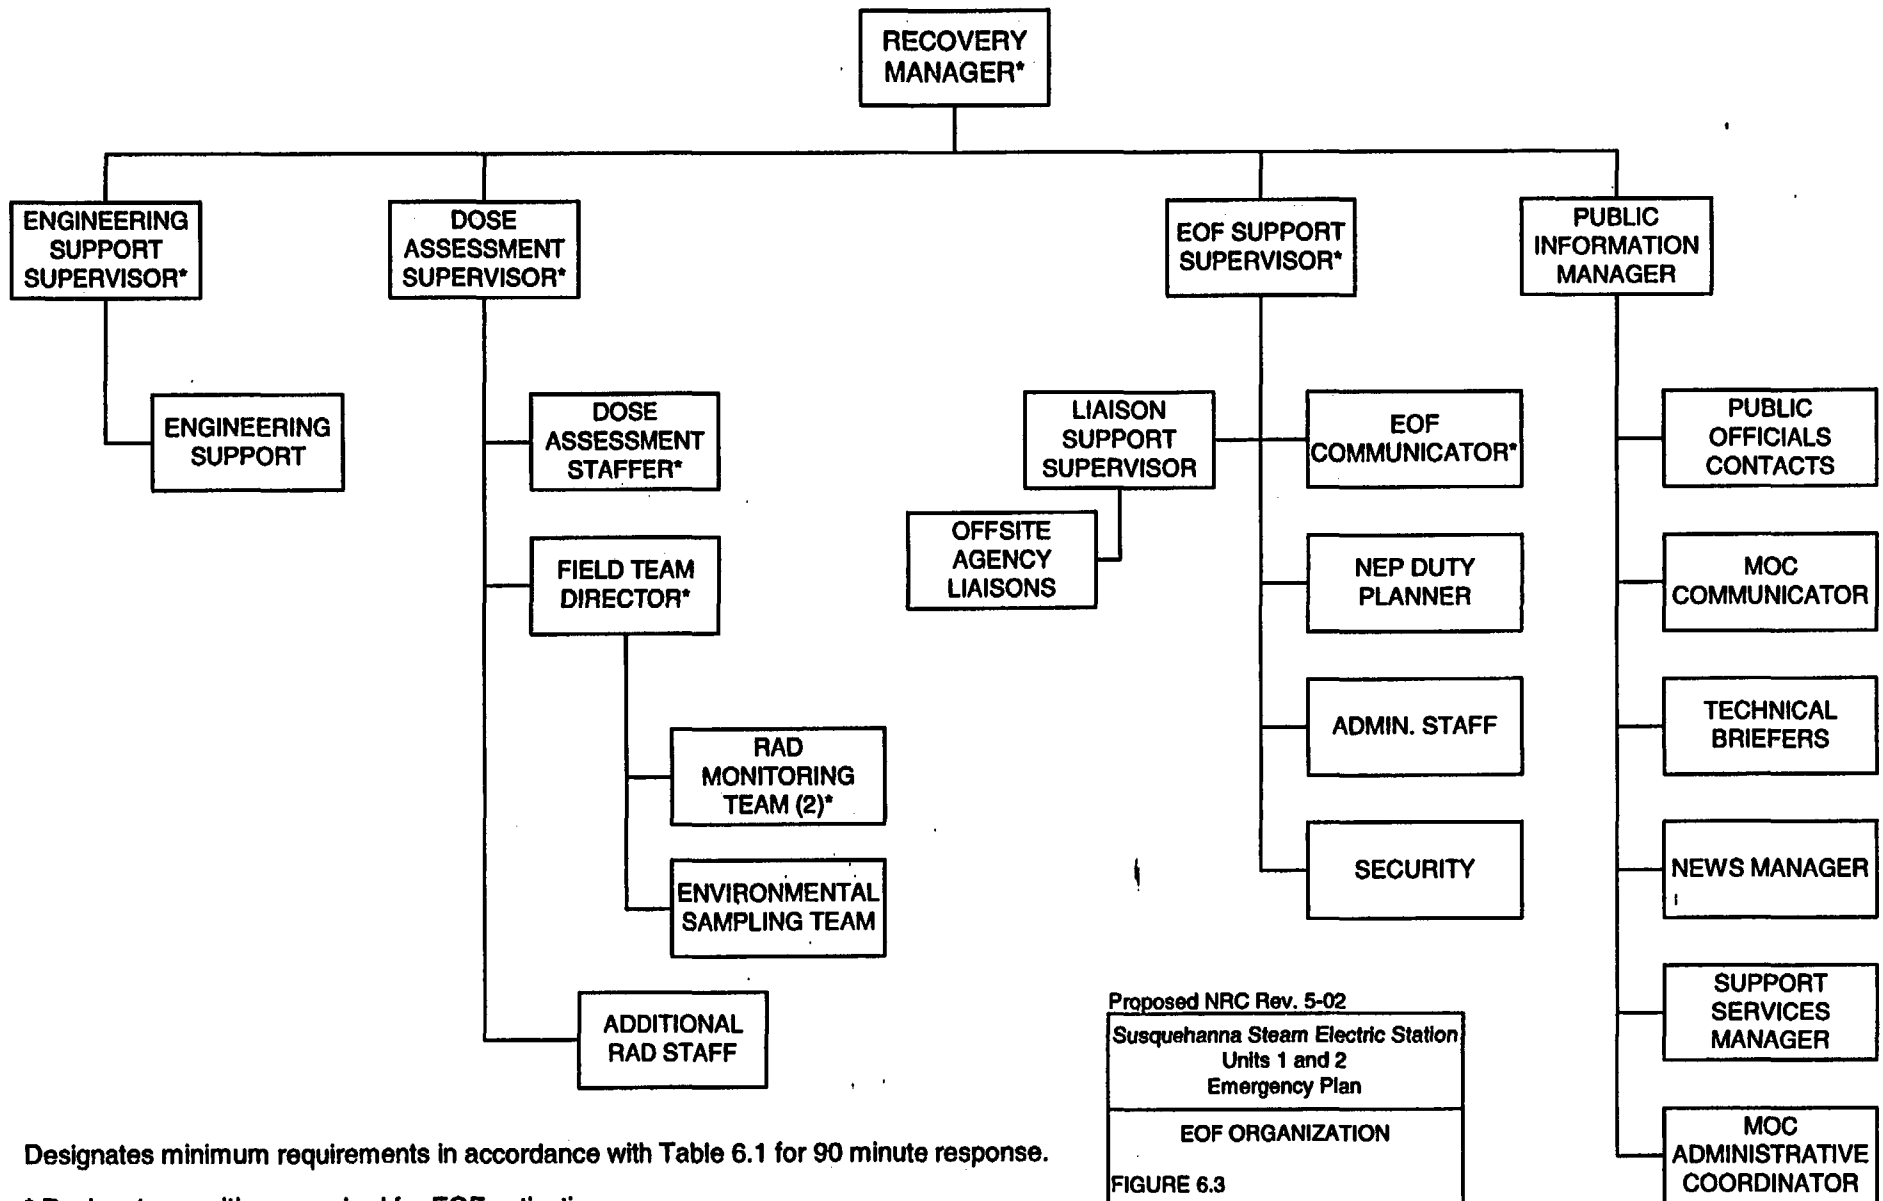 RECOVERY
MANAGER*
ENGINEERING
SUPPORT
SUPERVISOR*
DOSE
ASSESSMENT
SUPERVISOR*
EOF SUPPORT
SUPERVISOR*
PUBLIC
INFORMATION
MANAGER
ENGINEERING
SUPPORT
DOSE
ASSESSMENT
STAFFER*
LIAISON
SUPPORT
SUPERVISOR
EOF
COMMUNICATOR*
PUBLIC
OFFICIALS
CONTACTS
OFFSITE
AGENCY
LIAISONS
FIELD TEAM
DIRECTOR*
NEP DUTY
PLANNER
MOC
COMMUNICATOR
RAD
MONITORING
TEAM (2)*
ADMIN. STAFF
TECHNICAL
BRIEFERS
ENVIRONMENTAL
SAMPLING TEAM
SECURITY
NEWS MANAGER
ADDITIONAL
RAD STAFF
SUPPORT
SERVICES
MANAGER
MOC
ADMINISTRATIVE
COORDINATOR
Proposed NRC Rev. 5-02
Susquehanna Steam Electric Station
Units 1 and 2
Emergency Plan
EOF ORGANIZATION
FIGURE 6.3
Designates minimum requirements in accordance with Table 6.1 for 90 minute response.